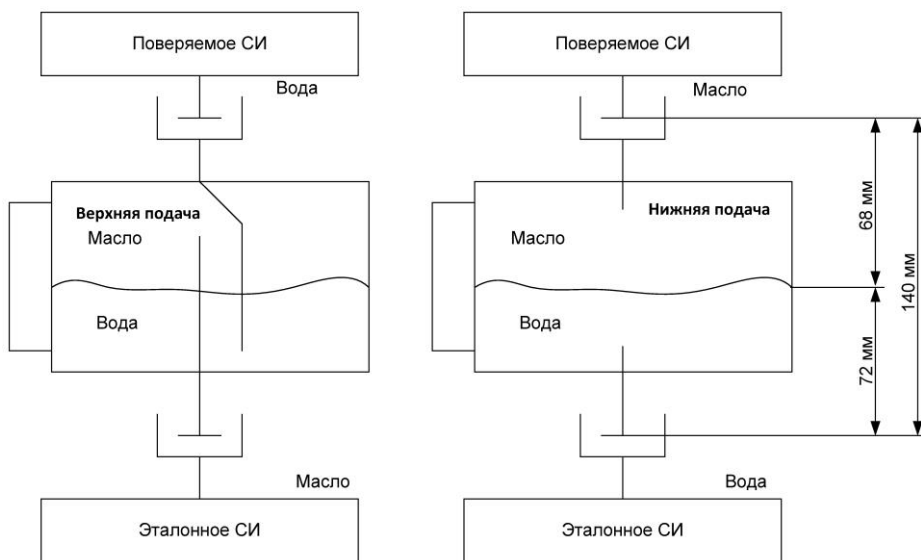 Поверяемое СИ
Вода
Верхняя подача
Масло
Вода
Масло
Эталонное СИ
Поверяемое СИ
Масло
Нижняя подача
Масло
Вода
Вода
Эталонное СИ
68 мм
72 мм
140 мм